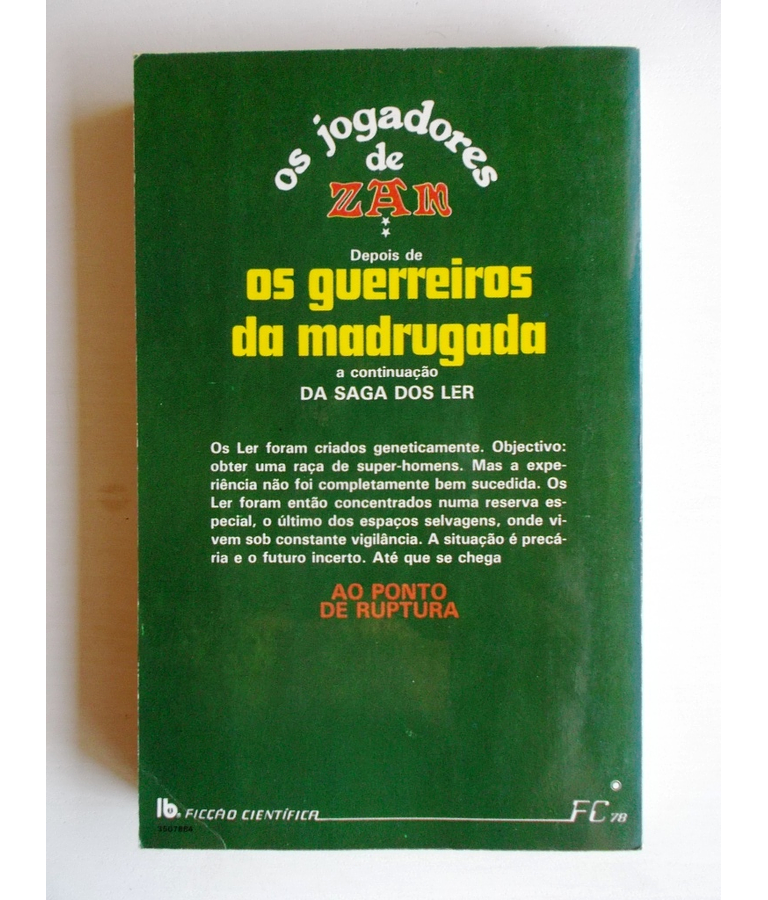 os jogadores
de
ZAN
Depois de
os guerreiros
da madrugada
a continuação
DA SAGA DOS LER
Os Ler foram criados geneticamente. Objectivo:
obter uma raça de super-homens. Mas a expe-
riência não foi completamente bem sucedida. Os
Ler foram então concentrados numa reserva es-
pecial, o último dos espaços selvagens, onde vi-
vem sob constante vigilância. A situação é precá-
ria e o futuro incerto. Até que se chega
AO PONTO
DE RUPTURA
lb. FICCÃO CIENTÍFICA FC 78
3507884